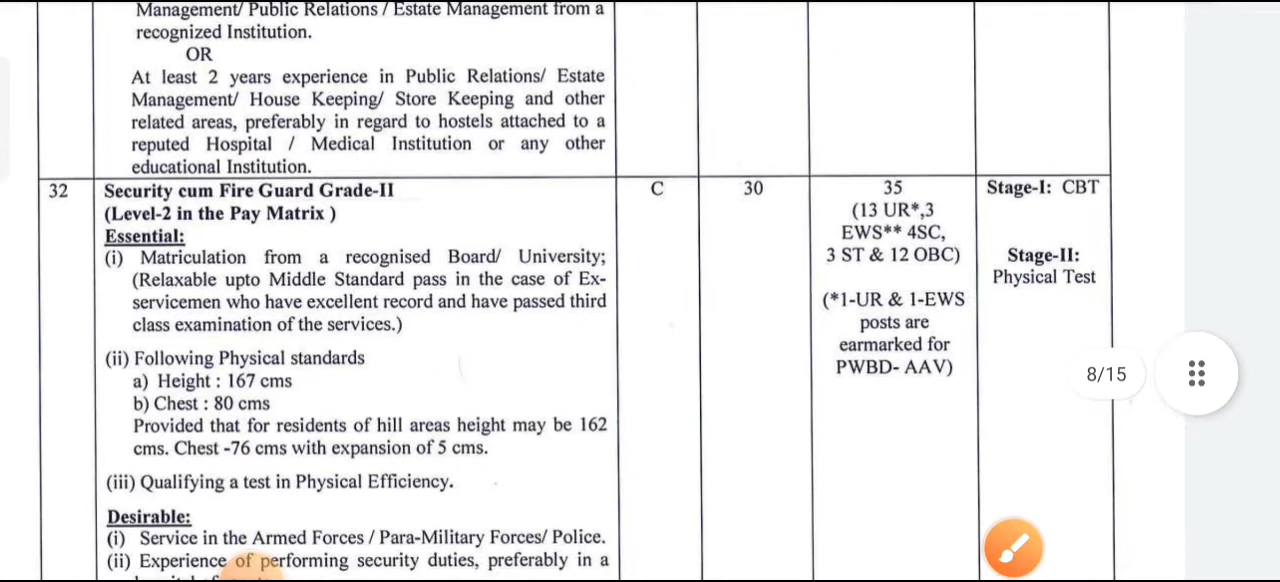 Management/ Public Relations / Estate Management from a
recognized Institution.
OR
At least 2 years experience in Public Relations/ Estate
Management/ House Keeping/ Store Keeping and other
related areas, preferably in regard to hostels attached to a
reputed Hospital / Medical Institution or any other
educational Institution.
32
Security cum Fire Guard Grade-II
(Level-2 in the Pay Matrix )
Essential:
(i) Matriculation from a recognised Board/ University;
(Relaxable upto Middle Standard pass in the case of Ex-
servicemen who have excellent record and have passed third
class examination of the services.)
(ii) Following Physical standards
a) Height : 167 cms
b) Chest : 80 cms
Provided that for residents of hill areas height may be 162
cms. Chest -76 cms with expansion of 5 cms.
(iii) Qualifying a test in Physical Efficiency.
Desirable:
(i) Service in the Armed Forces / Para-Military Forces/ Police.
(ii) Experience of performing security duties, preferably in a
C
30
35
(13 UR*,3
EWS** 4SC,
3 ST & 12 OBC)
(*1-UR & 1-EWS
posts are
earmarked for
PWBD- AAV)
Stage-I: CBT
Stage-II:
Physical Test
8/15